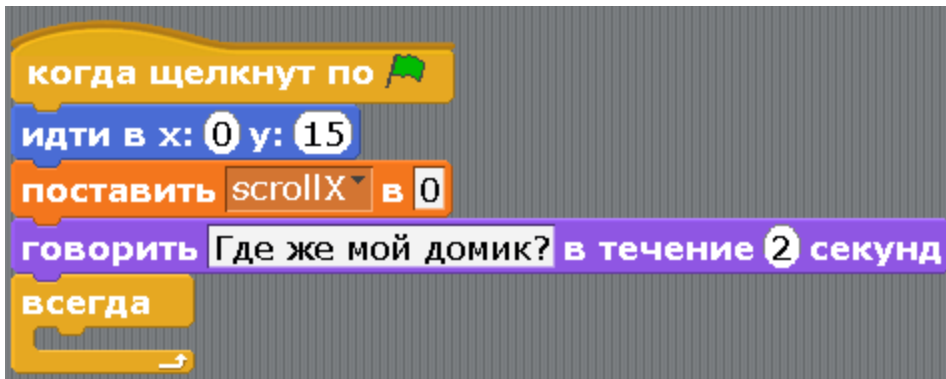 когда щелкнут по
идти в x: 0 y: 15
поставить scrollX в 0
говорить Где же мой домик? в течение 2 секунд
всегда